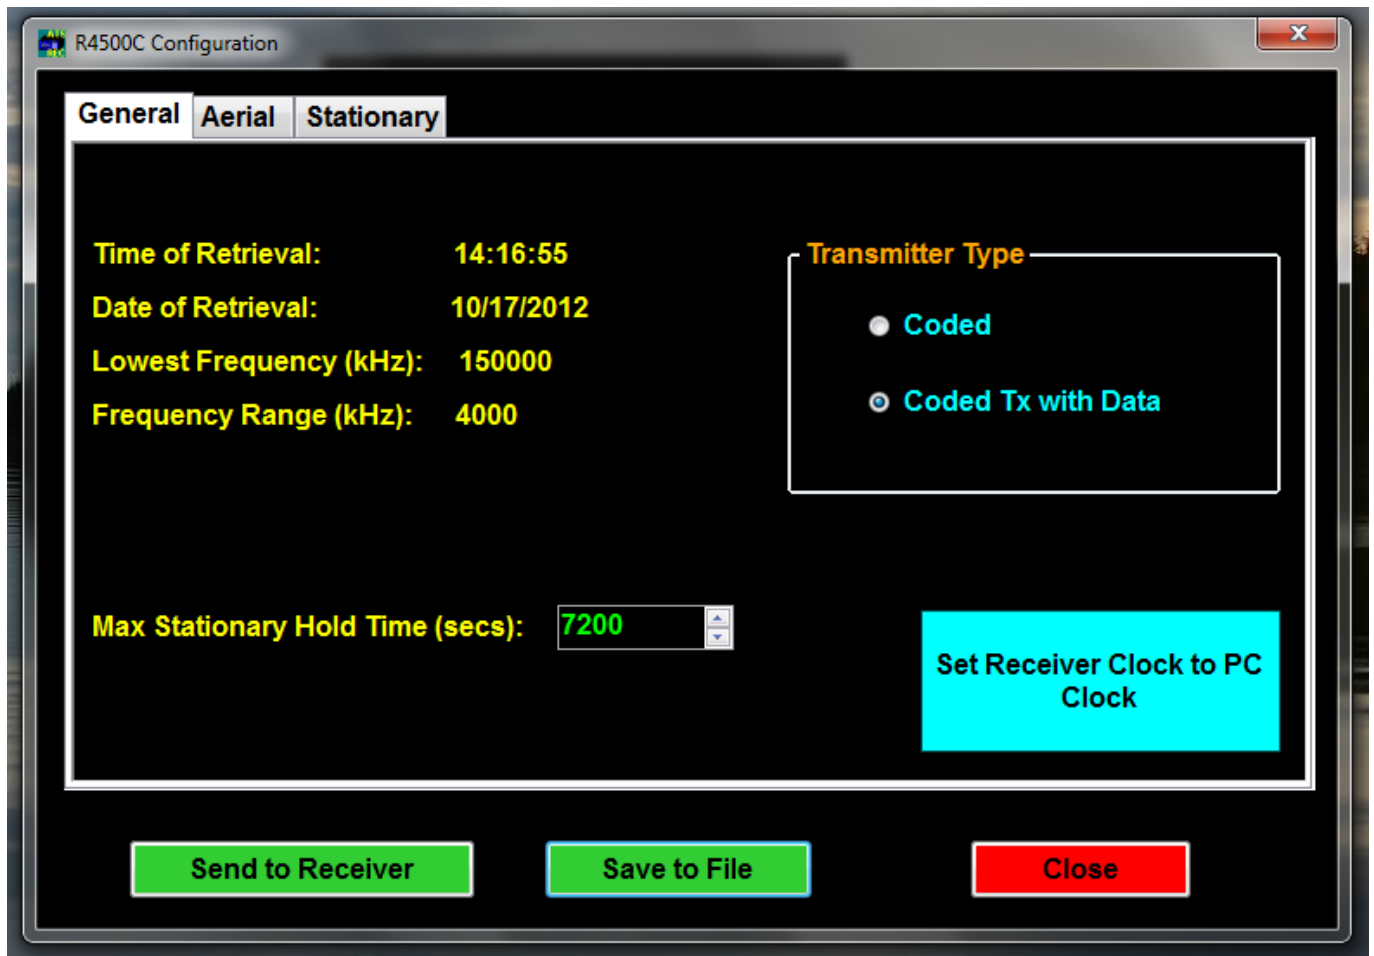 R4500C Configuration
General Aerial Stationary
Time of Retrieval: 14:16:55
Date of Retrieval: 10/17/2012
Lowest Frequency (kHz): 150000
Frequency Range (kHz): 4000
Transmitter Type
Coded
Coded Tx with Data
Max Stationary Hold Time (secs): 7200
Set Receiver Clock to PC
Clock
Send to Receiver Save to File Close